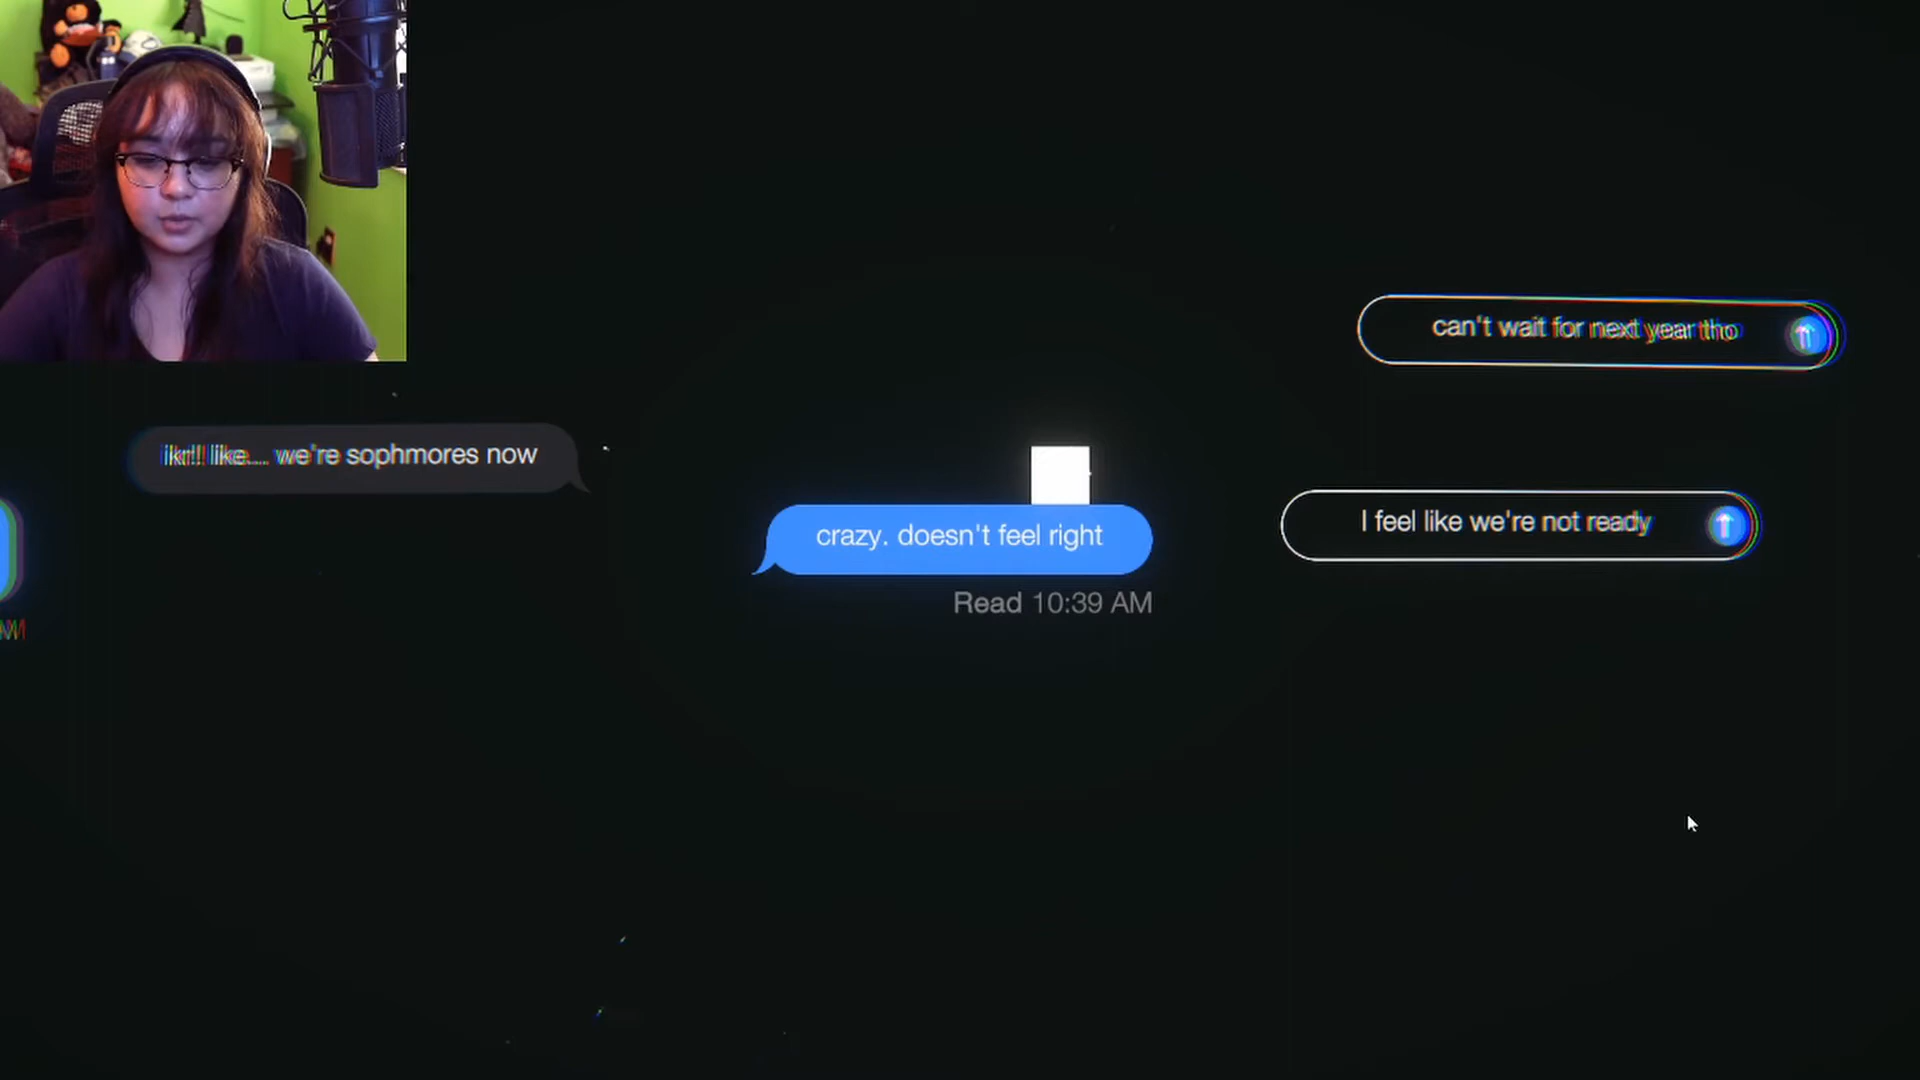 can't wait for next year tho
ikr!! like.... we're sophmores now
crazy. doesn't feel right
I feel like we're not ready
Read 10:39 AM